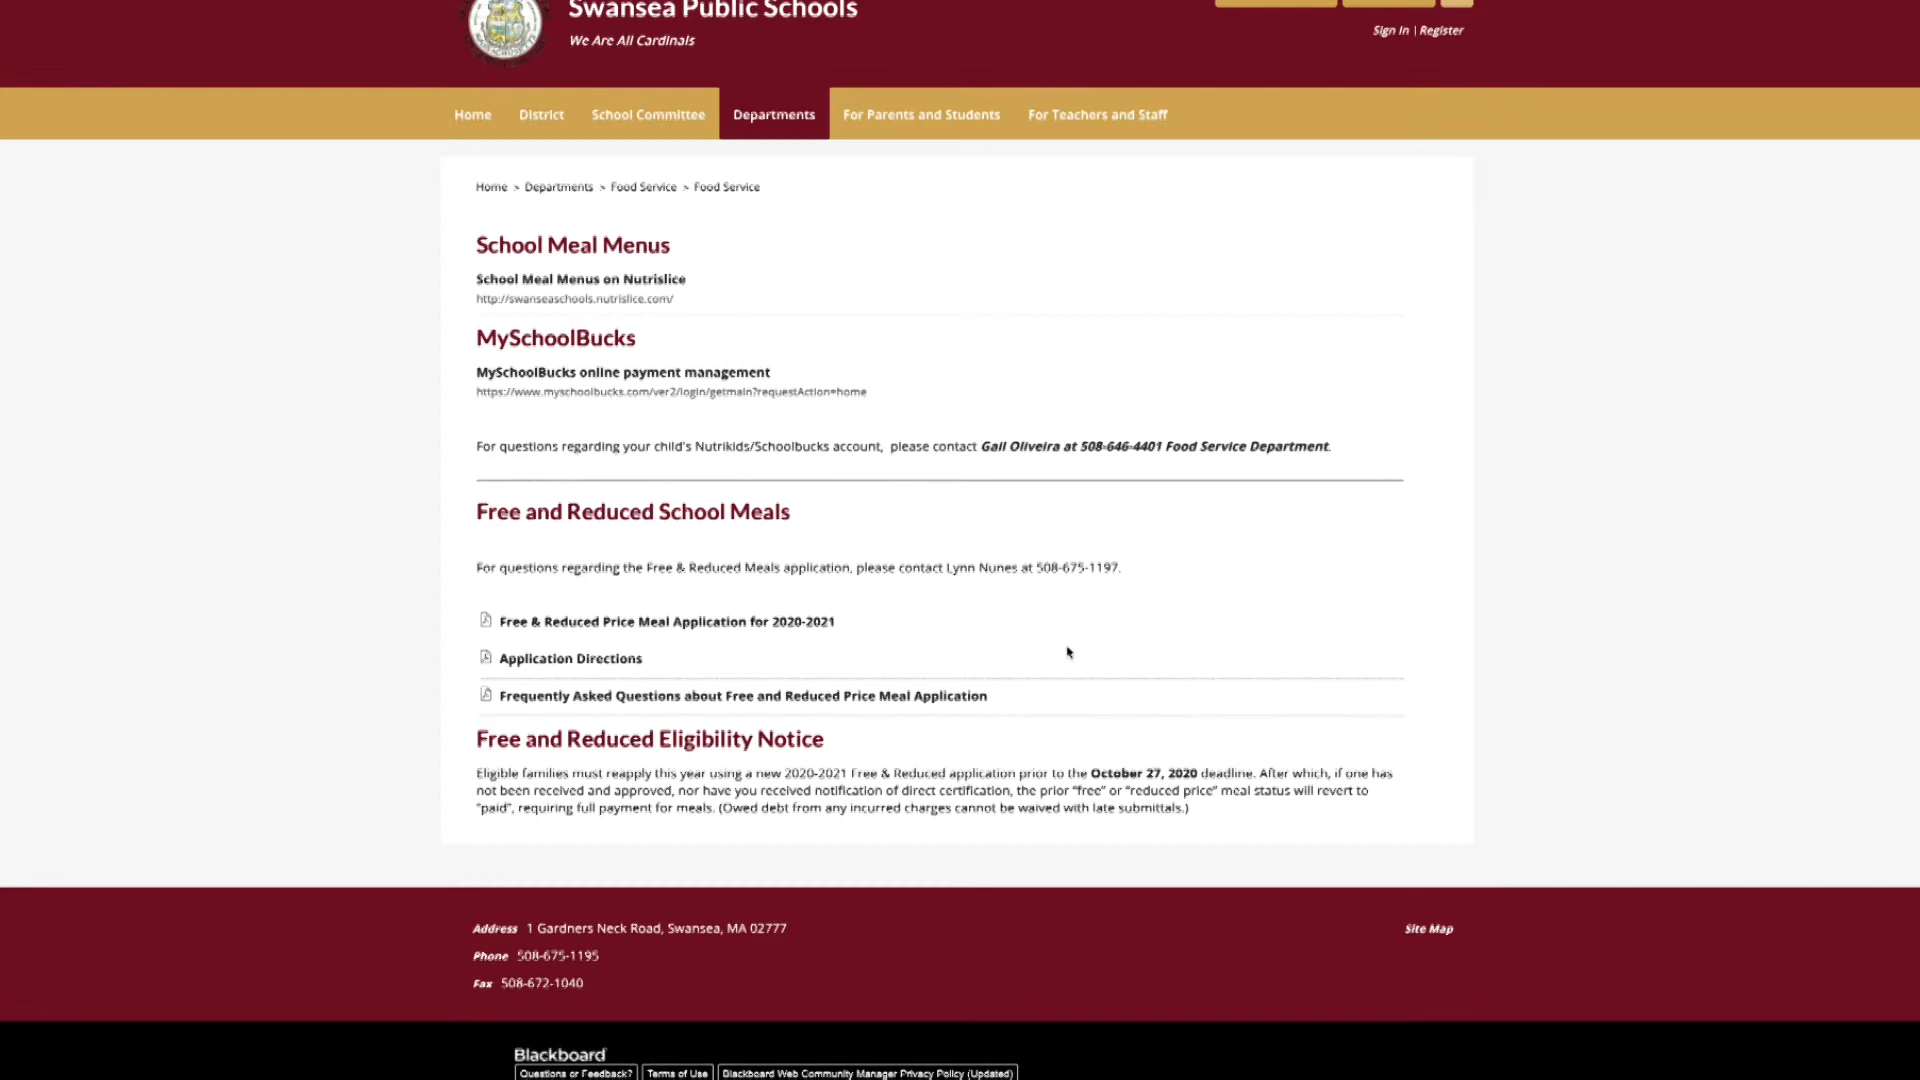 Swansea Public Schools
We Are All Cardinals
Sign In | Register
Home District School Committee Departments For Parents and Students For Teachers and Staff
Home > Departments > Food Service > Food Service
School Meal Menus
School Meal Menus on Nutrislice
http://swanseaschools.nutrislice.com/
MySchoolBucks
MySchoolBucks online payment management
https://www.myschoolbucks.com/ver2/login/getmain?requestAction=home
For questions regarding your child's Nutrikids/Schoolbucks account, please contact Gail Oliveira at 508-646-4401 Food Service Department.
Free and Reduced School Meals
For questions regarding the Free & Reduced Meals application, please contact Lynn Nunes at 508-675-1197.
Free & Reduced Price Meal Application for 2020-2021
Application Directions
Frequently Asked Questions about Free and Reduced Price Meal Application
Free and Reduced Eligibility Notice
Eligible families must reapply this year using a new 2020-2021 Free & Reduced application prior to the October 27, 2020 deadline. After which, if one has
not been received and approved, nor have you received notification of direct certification, the prior "free" or "reduced price" meal status will revert to
"paid", requiring full payment for meals. (Owed debt from any incurred charges cannot be waived with late submittals.)
Address 1 Gardners Neck Road, Swansea, MA 02777
Site Map
Phone 508-675-1195
Fax 508-672-1040
Blackboard
Questions or Feedback? Terms of Use Blackboard Web Community Manager Privacy Policy (Updated)